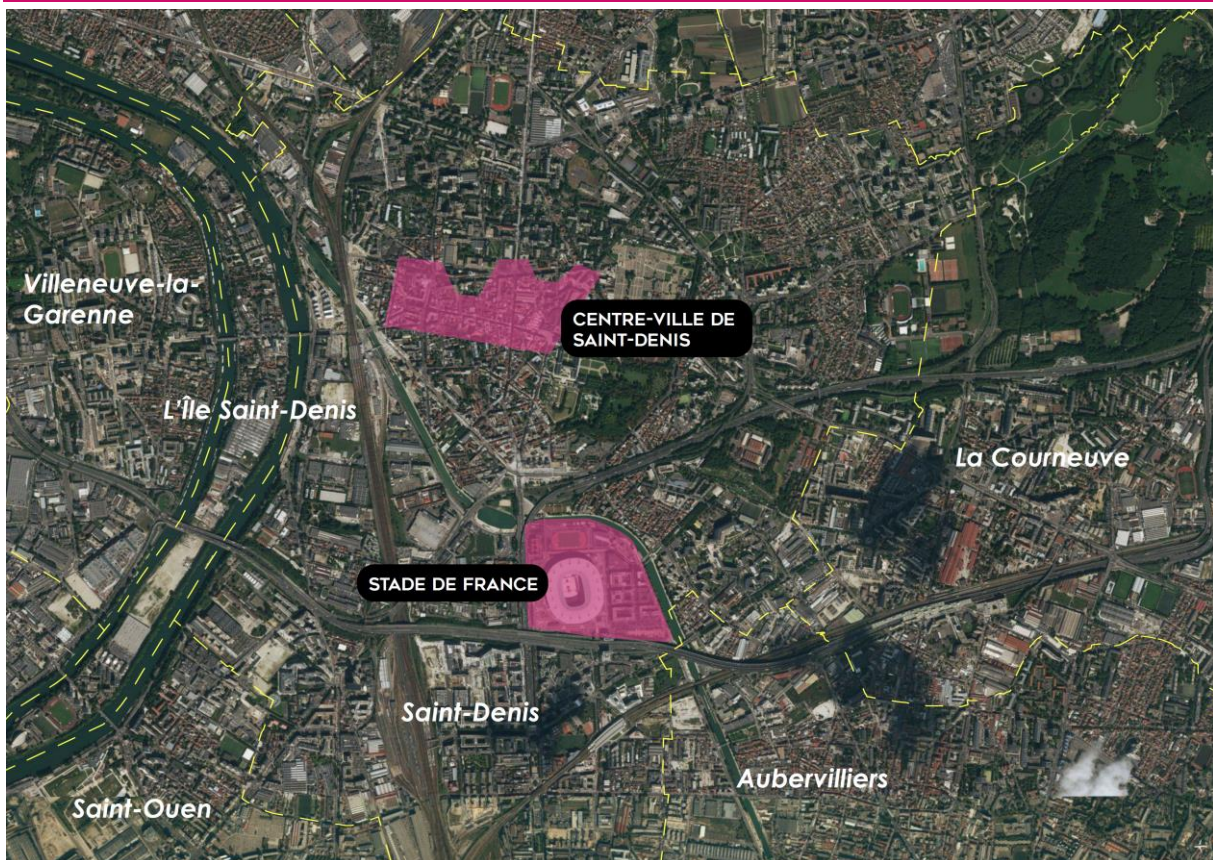 Villeneuve-la-
Garenne
CENTRE-VILLE DE
SAINT-DENIS
L'Île Saint-Denis
La Courneuve
STADE DE FRANCE
Saint-Denis
Aubervilliers
Saint-Ouen